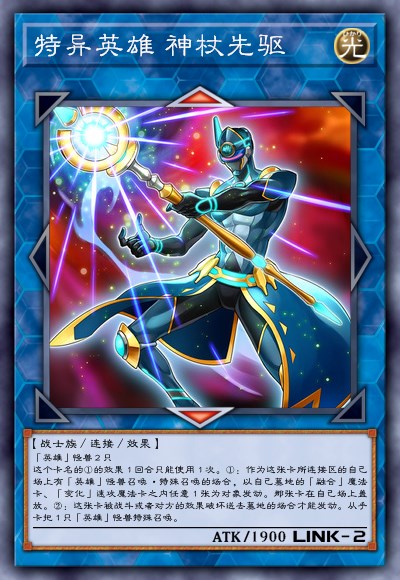 特异英雄 神杖先驱
光
ひかり
【战士族／连接／效果】
「英雄」怪兽2只
这个卡名的①的效果1回合只能使用1次。①：作为这张卡所连接区的自己
场上有「英雄」怪兽召唤·特殊召唤的场合，以自己墓地的「融合」魔法
卡、「变化」速攻魔法卡之内任意1张为对象发动。那张卡在自己场上盖
放。②：这张卡被战斗或者对方的效果破坏送去墓地的场合才能发动。从手
卡把1只「英雄」怪兽特殊召唤。
ATK/1900 LINK-2